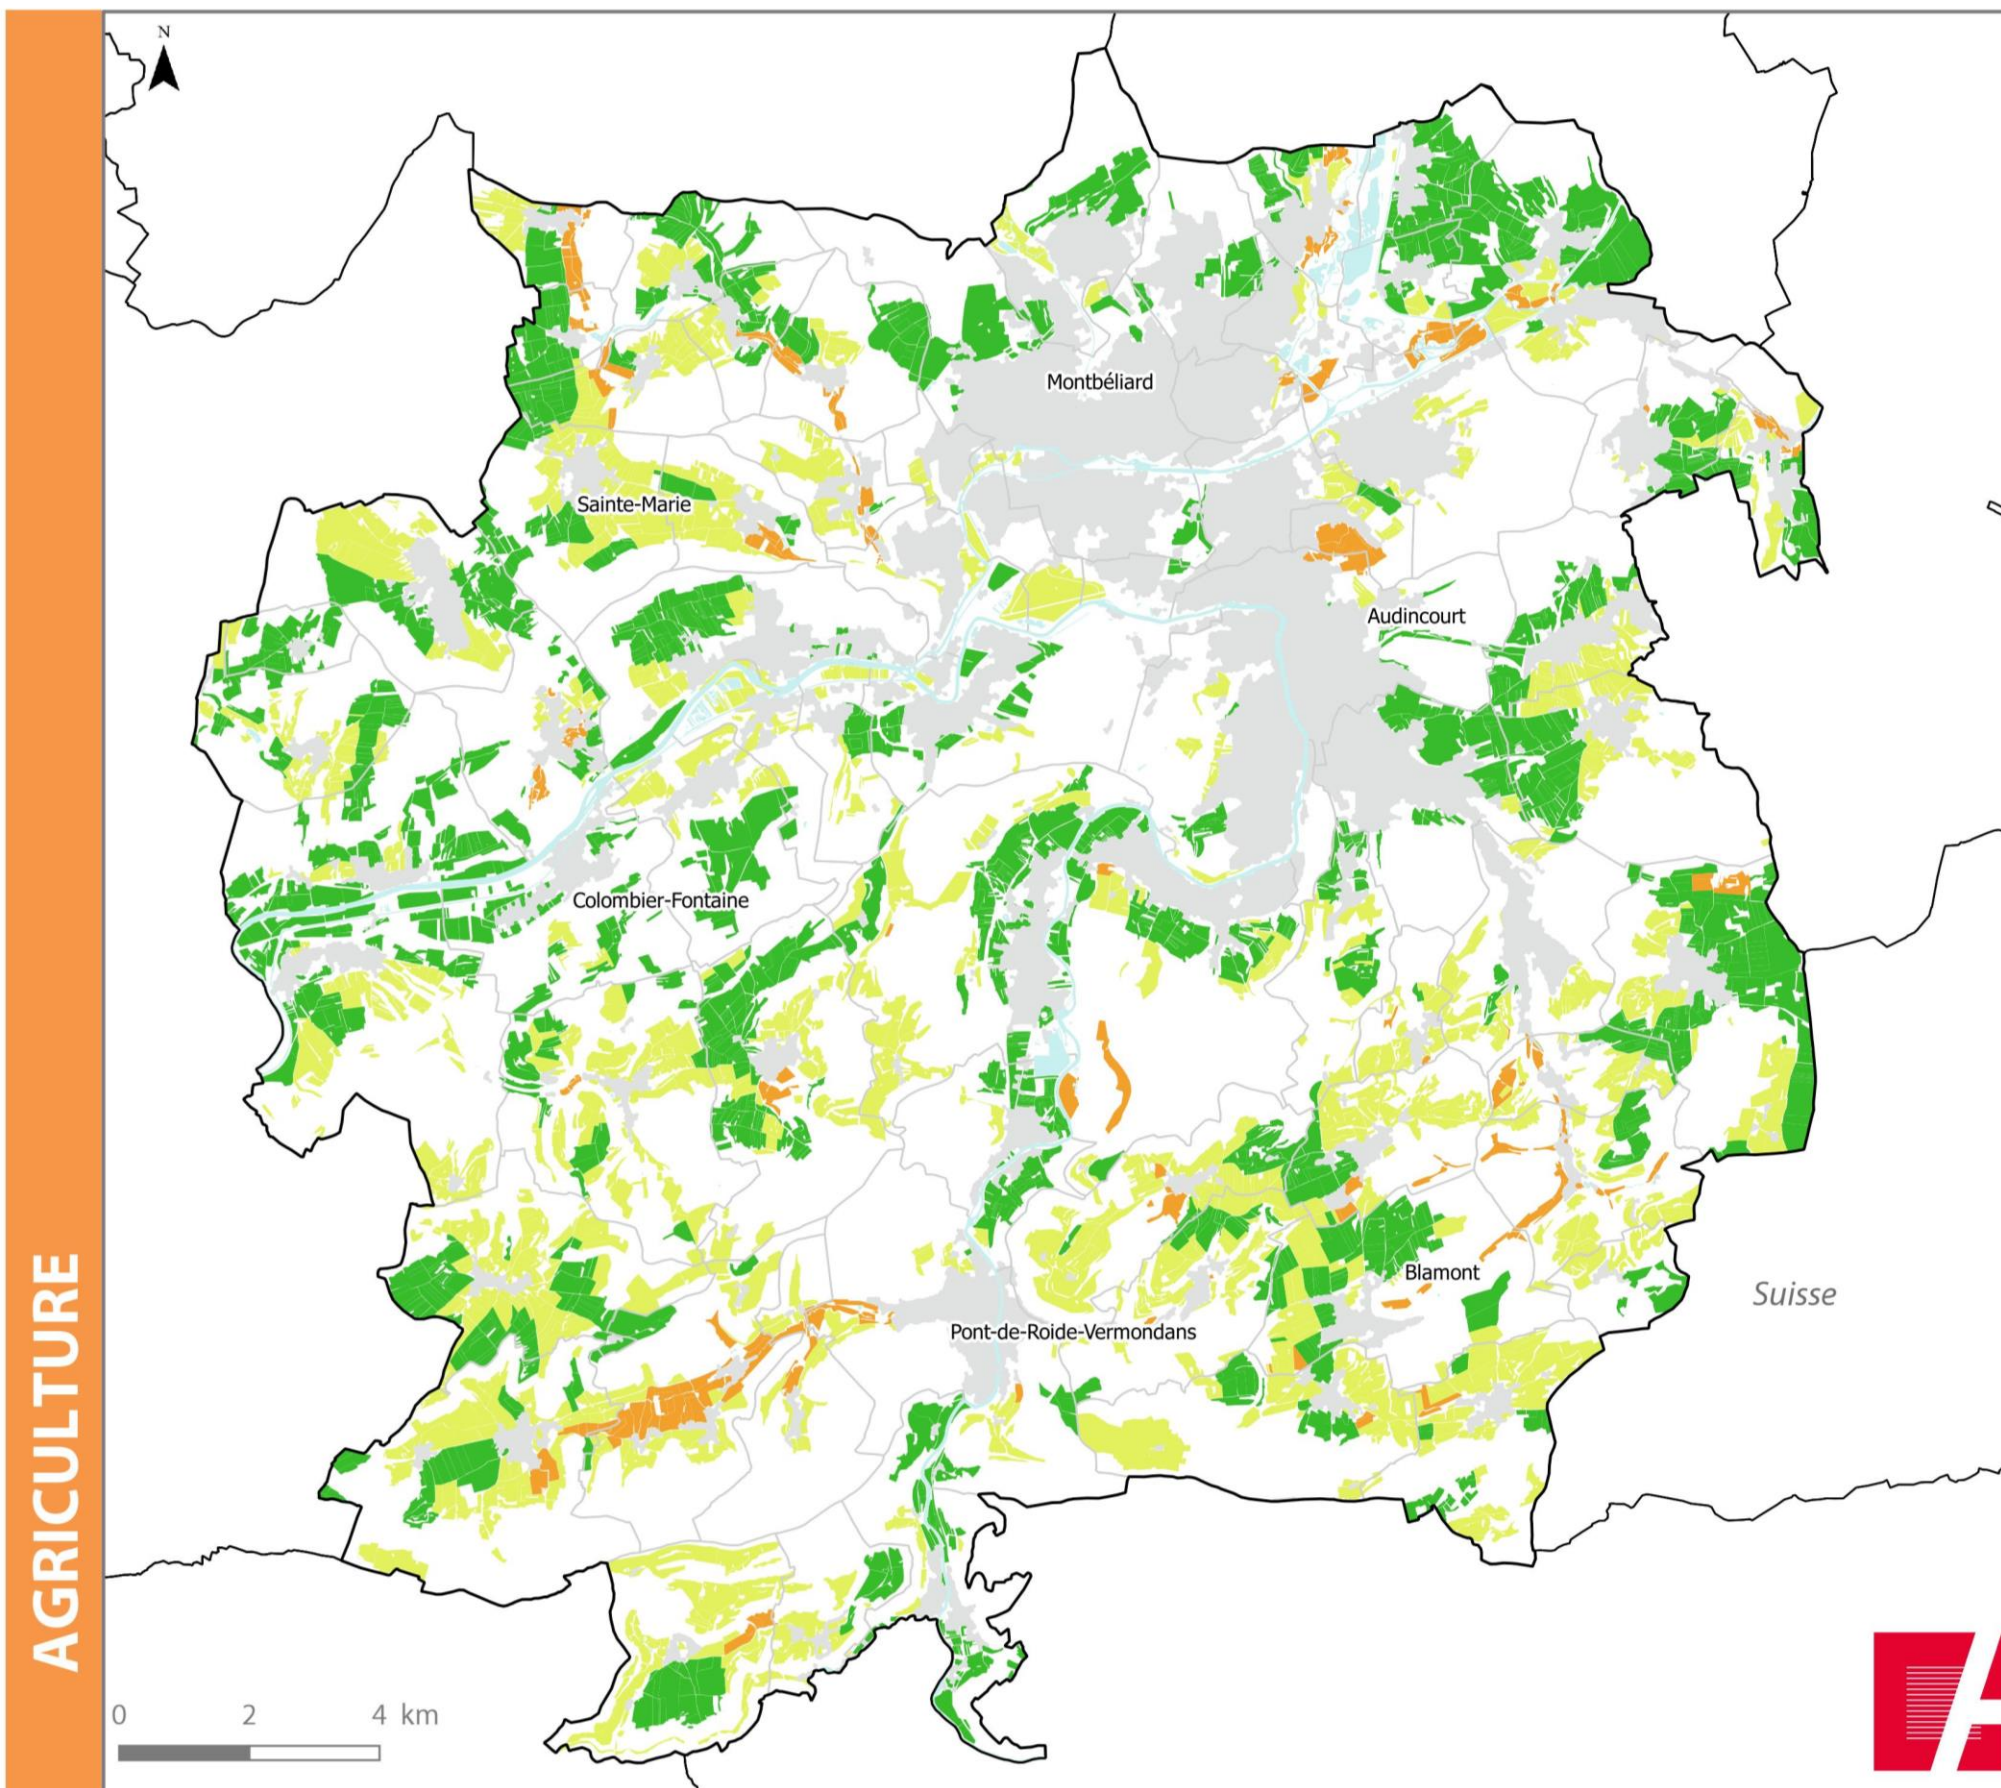 N
AGRICULTURE
Montbéliard
Sainte-Marie
Audincourt
Colombier-Fontaine
Blamont
Suisse
Pont-de-Roide-Vermondans
0 2 4 km
A